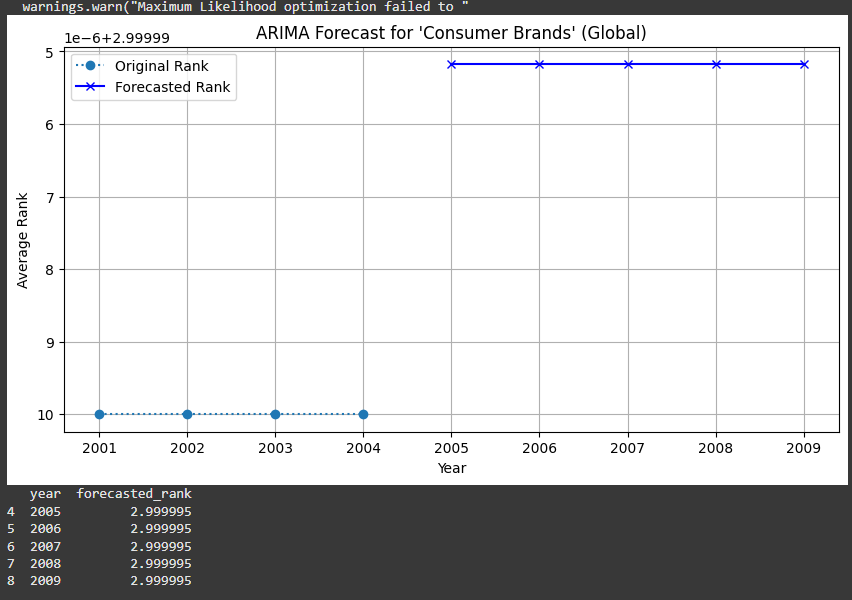 warnings.warn("Maximum Likelihood optimization failed to "
ARIMA Forecast for 'Consumer Brands' (Global)
1e-6+2.99999
Original Rank
Forecasted Rank
5
6
7
8
9
10
Average Rank
2001 2002 2003 2004 2005 2006 2007 2008 2009
Year
year forecasted_rank
4 2005 2.999995
5 2006 2.999995
6 2007 2.999995
7 2008 2.999995
8 2009 2.999995